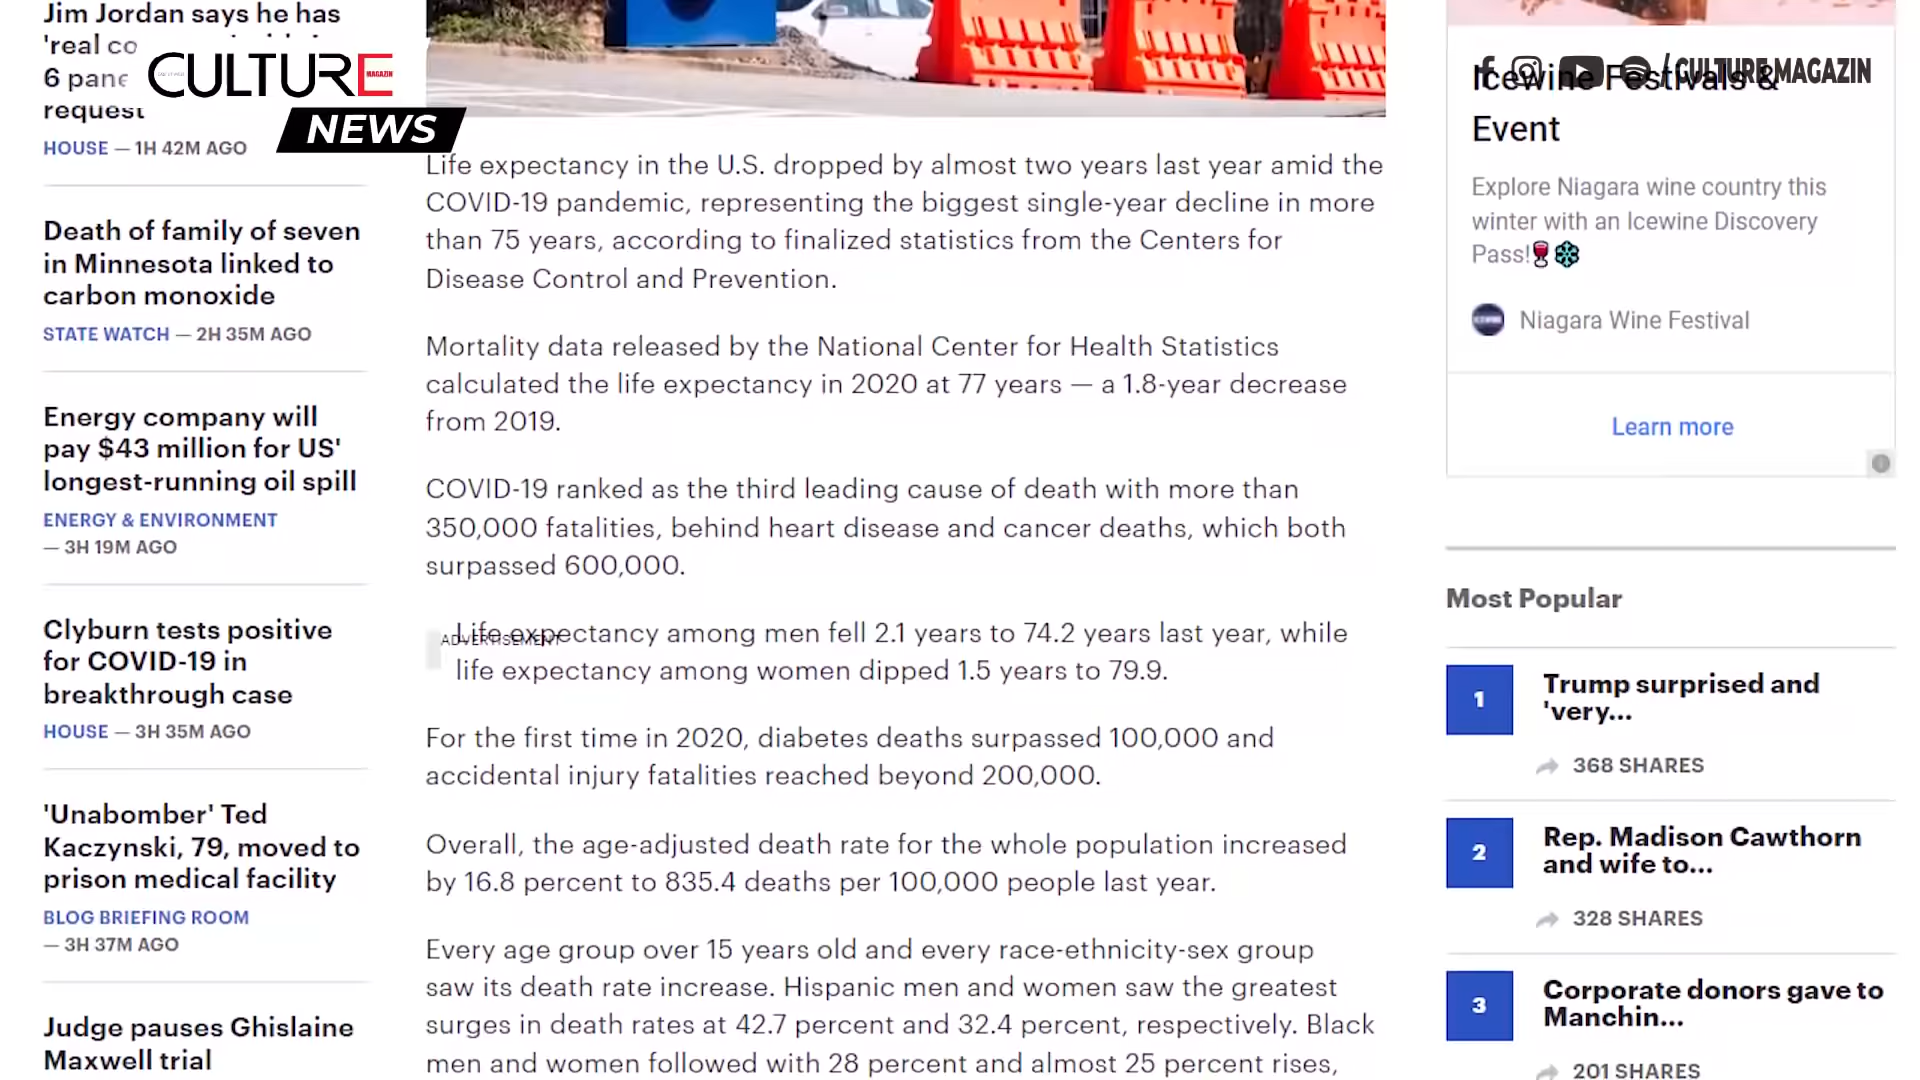 Jim Jordan says he has
'real co
6 pane
request
HOUSE — 1H 42M AGO
Death of family of seven
in Minnesota linked to
carbon monoxide
STATE WATCH — 2H 35M AGO
Energy company will
pay $43 million for US'
longest-running oil spill
ENERGY & ENVIRONMENT
— 3H 19M AGO
Clyburn tests positive
for COVID-19 in
breakthrough case
HOUSE — 3H 35M AGO
'Unabomber' Ted
Kaczynski, 79, moved to
prison medical facility
BLOG BRIEFING ROOM
— 3H 37M AGO
Judge pauses Ghislaine
Maxwell trial
CULTURE
MAGAZIN
NEWS
Life expectancy in the U.S. dropped by almost two years last year amid the
COVID-19 pandemic, representing the biggest single-year decline in more
than 75 years, according to finalized statistics from the Centers for
Disease Control and Prevention.
Mortality data released by the National Center for Health Statistics
calculated the life expectancy in 2020 at 77 years — a 1.8-year decrease
from 2019.
COVID-19 ranked as the third leading cause of death with more than
350,000 fatalities, behind heart disease and cancer deaths, which both
surpassed 600,000.
ADVERTISEMENT
Life expectancy among men fell 2.1 years to 74.2 years last year, while
life expectancy among women dipped 1.5 years to 79.9.
For the first time in 2020, diabetes deaths surpassed 100,000 and
accidental injury fatalities reached beyond 200,000.
Overall, the age-adjusted death rate for the whole population increased
by 16.8 percent to 835.4 deaths per 100,000 people last year.
Every age group over 15 years old and every race-ethnicity-sex group
saw its death rate increase. Hispanic men and women saw the greatest
surges in death rates at 42.7 percent and 32.4 percent, respectively. Black
men and women followed with 28 percent and almost 25 percent rises,
/ CULTURE MAGAZIN
Icewine Festivals &
Event
Explore Niagara wine country this
winter with an Icewine Discovery
Pass!🍷❄️
Niagara Wine Festival
Learn more
Most Popular
1 Trump surprised and
'very...
368 SHARES
2 Rep. Madison Cawthorn
and wife to...
328 SHARES
3 Corporate donors gave to
Manchin...
201 SHARES